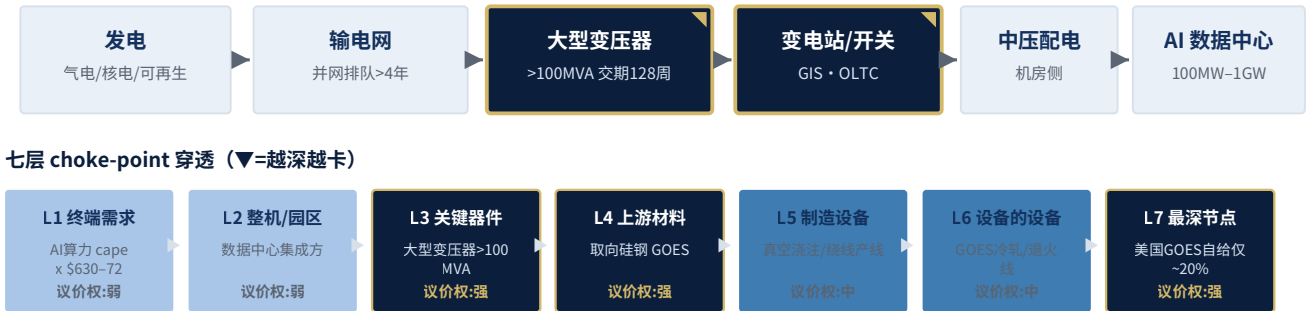 发电
气电/核电/可再生
输电网
并网排队>4年
大型变压器
>100MVA 交期128周
变电站/开关
GIS・OLTC
中压配电
机房侧
AI 数据中心
100MW–1GW
七层 choke-point 穿透（▼=越深越卡）
L1 终端需求
AI算力 cape
x $630–72
议价权:弱
L2 整机/园区
数据中心集成方
议价权:弱
L3 关键器件
大型变压器>100
MVA
议价权:强
L4 上游材料
取向硅钢 GOES
议价权:强
L5 制造设备
真空浇注/绕线产线
议价权:中
L6 设备的设备
GOES冷轧/退火
线
议价权:中
L7 最深节点
美国GOES自给仅
~20%
议价权:强